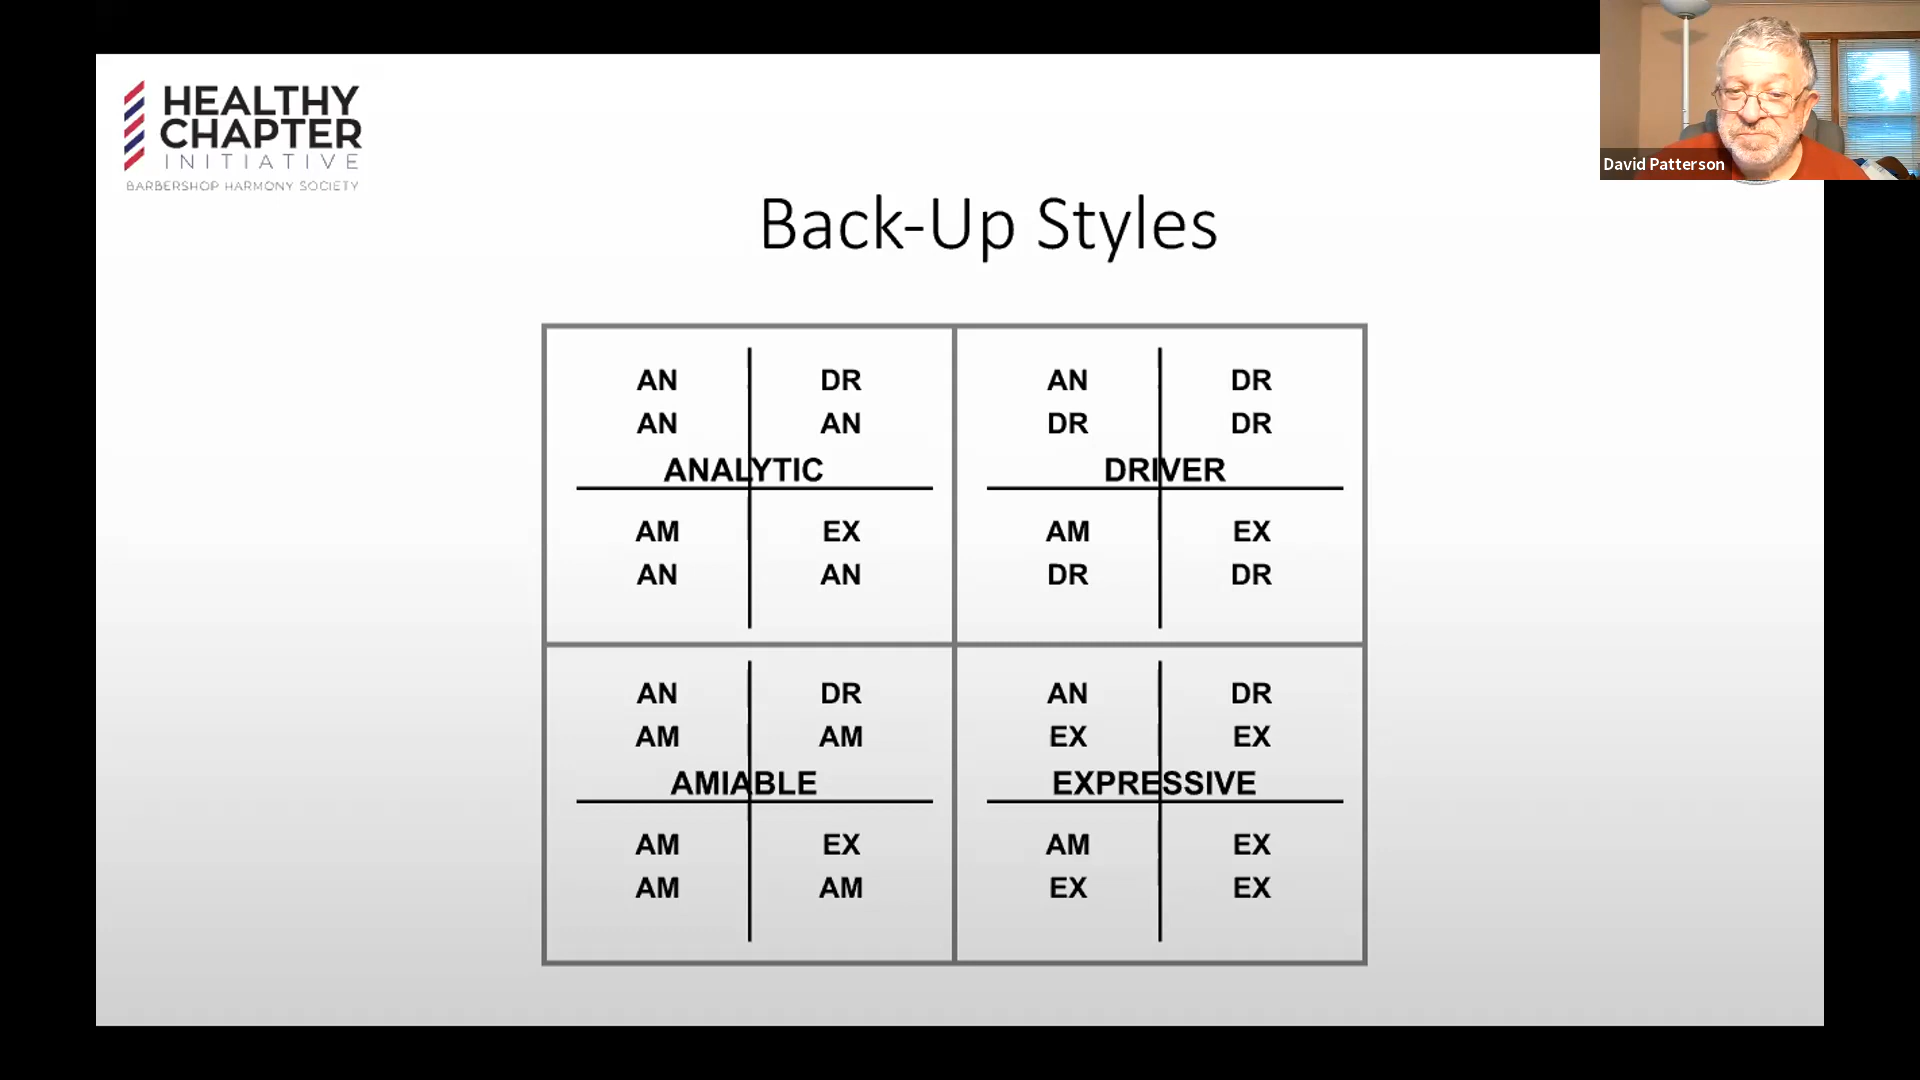 HEALTHY
CHAPTER
INITIATIVE
BARBERSHOP HARMONY SOCIETY
David Patterson
Back-Up Styles
AN DR
AN AN
ANALYTIC
AM EX
AN AN
AN DR
DR DR
DRIVER
AM EX
DR DR
AN DR
AM AM
AMIABLE
AM EX
AM AM
AN DR
EX EX
EXPRESSIVE
AM EX
EX EX